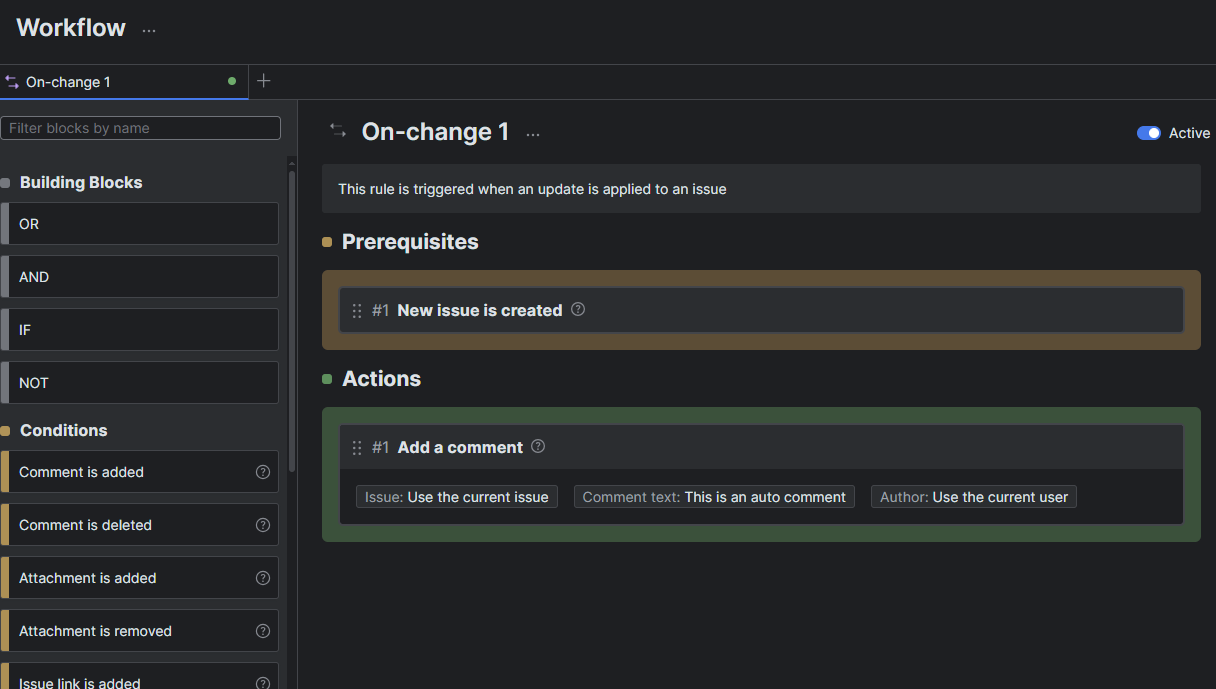 Workflow ...
On-change 1
Filter blocks by name
Building Blocks
OR
AND
IF
NOT
Conditions
Comment is added
Comment is deleted
Attachment is added
Attachment is removed
Issue link is added
On-change 1 ...
Active
This rule is triggered when an update is applied to an issue
Prerequisites
#1 New issue is created
Actions
#1 Add a comment
Issue: Use the current issue Comment text: This is an auto comment Author: Use the current user